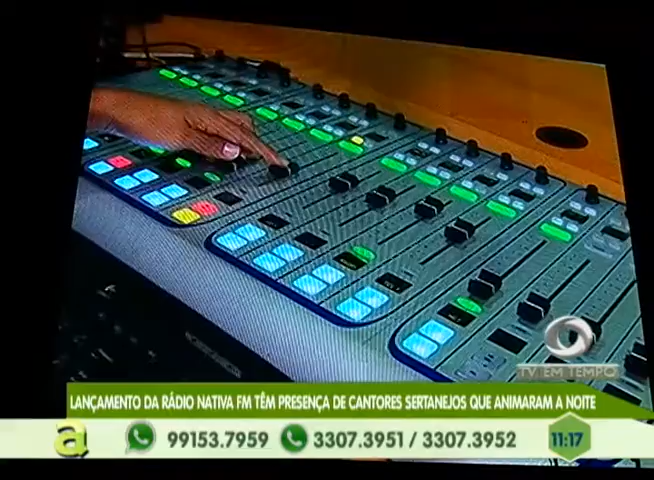 TV EM TEMPO
LANÇAMENTO DA RÁDIO NATIVA FM TÊM PRESENÇA DE CANTORES SERTANEJOS QUE ANIMARAM A NOITE
a 99153.7959 3307.3951 / 3307.3952 11:17